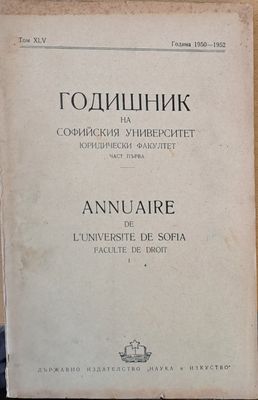 Том XLV
Година 1950—1952
ГОДИШНИК
НА
СОФИЙСКИЯ УНИВЕРСИТЕТ
ЮРИДИЧЕСКИ ФАКУЛТЕТ
ЧАСТ ПЪРВА
ANNUAIRE
DE
L'UNIVERSITE DE SOFIA
FACULTE DE DROIT
I
ДЪРЖАВНО ИЗДАТЕЛСТВО „НАУКА и ИЗКУСТВО"